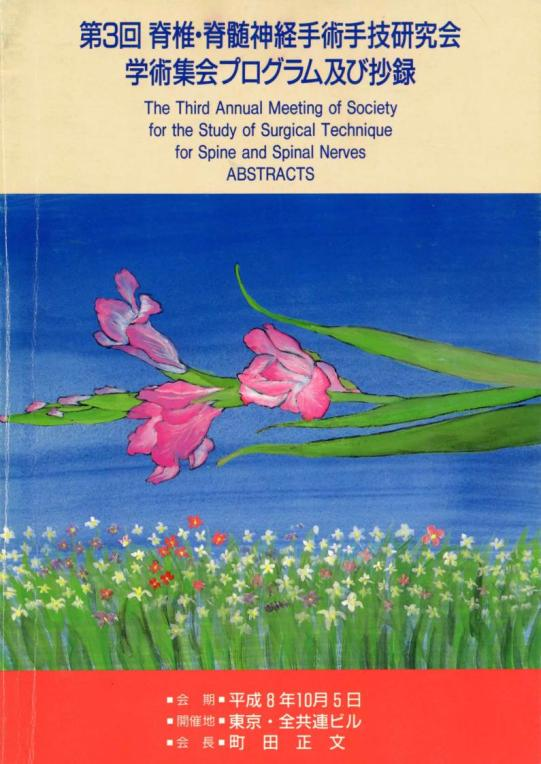 第3回 脊椎・脊髄神経手術手技研究会
学術集会プログラム及び抄録
The Third Annual Meeting of Society
for the Study of Surgical Technique
for Spine and Spinal Nerves
ABSTRACTS
■会 期■平成8年10月5日
■開催地■東京・全共連ビル
■会 長■町 田 正 文